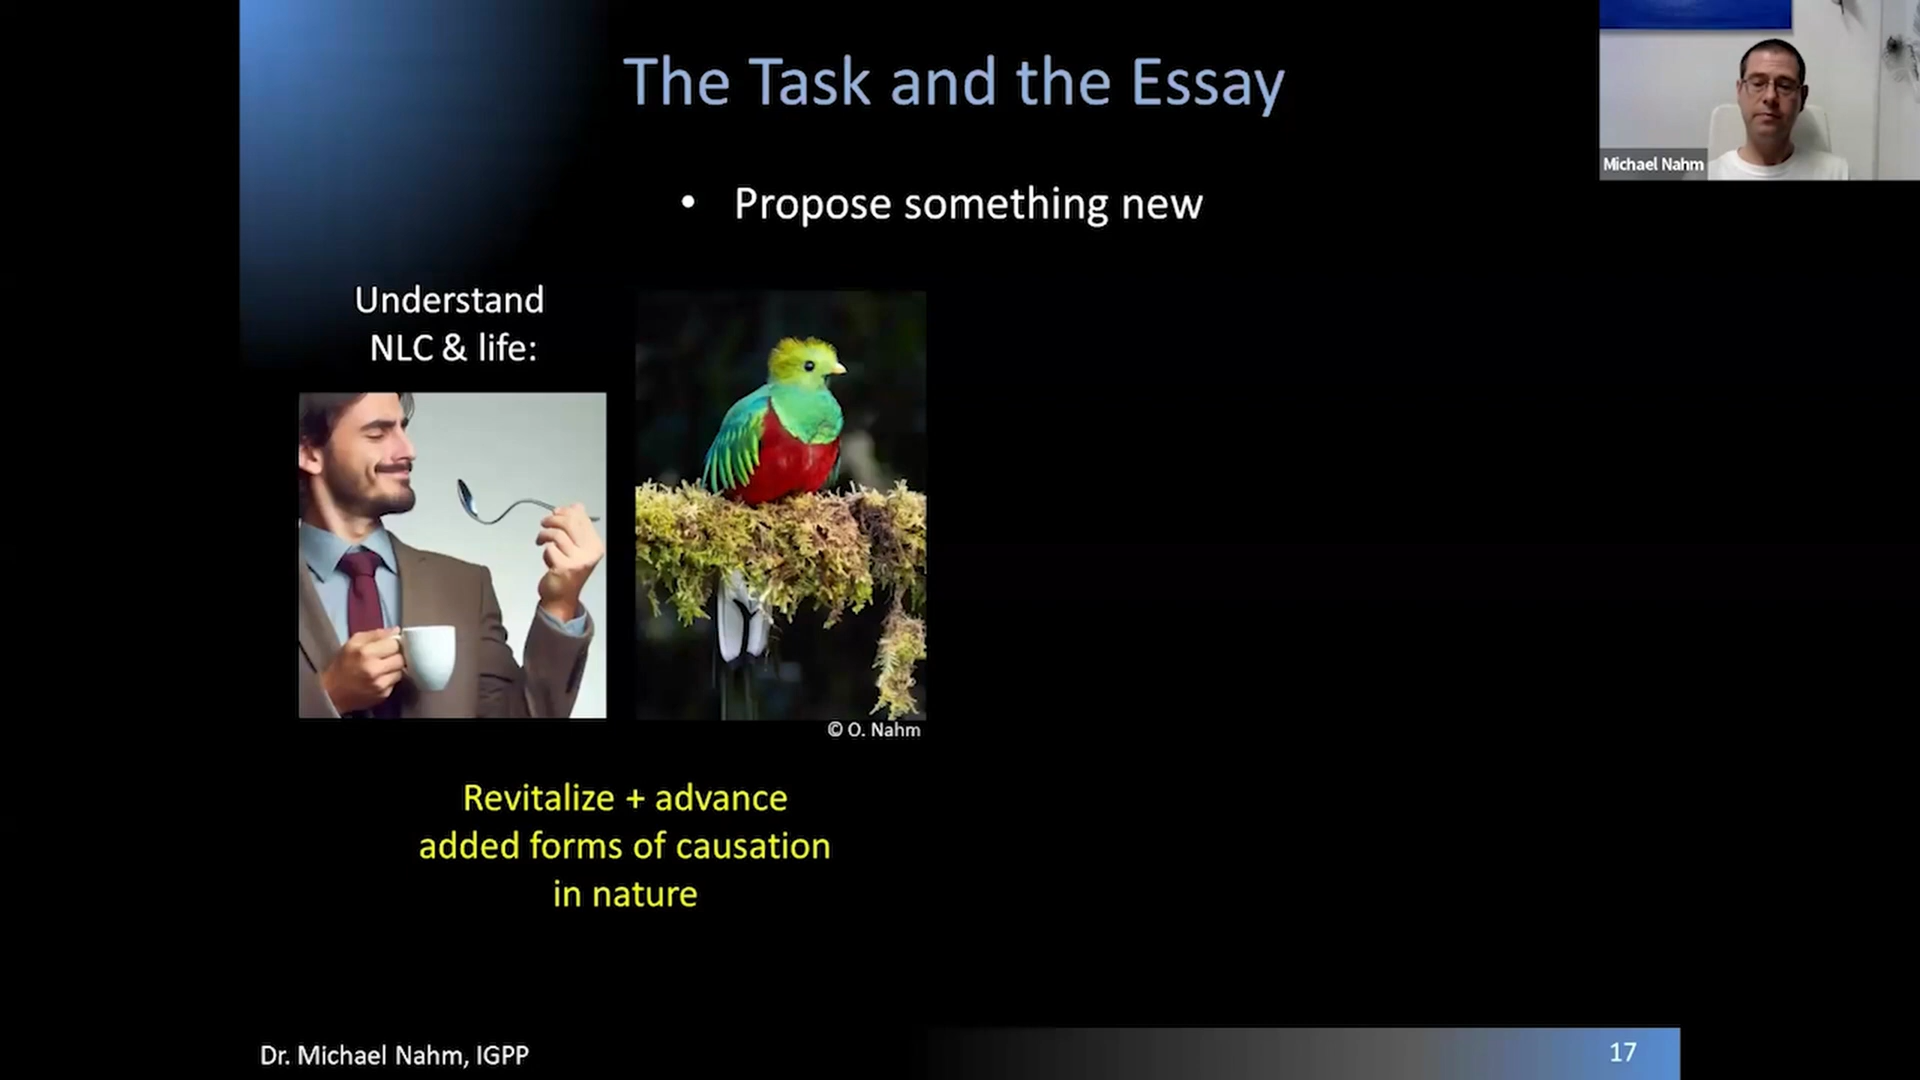 The Task and the Essay
Michael Nahm
• Propose something new
Understand
NLC & life:
© O. Nahm
Revitalize + advance
added forms of causation
in nature
Dr. Michael Nahm, IGPP
17